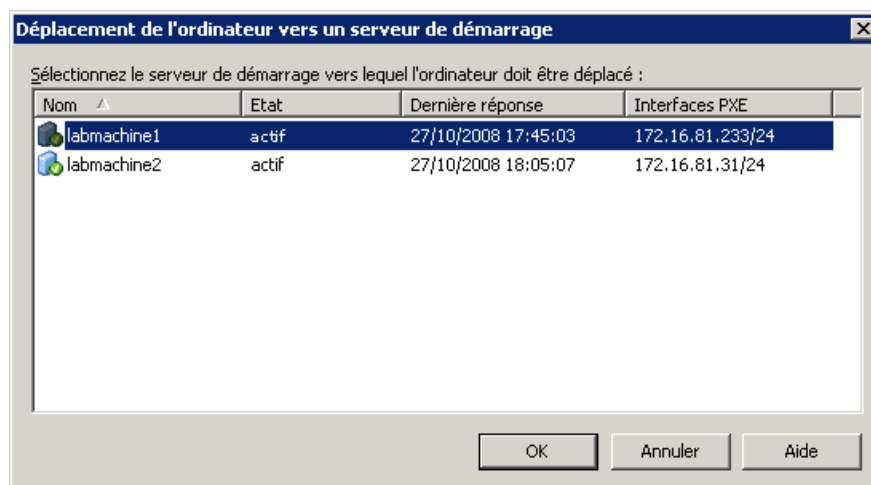 Déplacement de l'ordinateur vers un serveur de démarrage
Sélectionnez le serveur de démarrage vers lequel l'ordinateur doit être déplacé :
Nom Etat Dernière réponse Interfaces PXE
labmachine1 actif 27/10/2008 17:45:03 172.16.81.233/24
labmachine2 actif 27/10/2008 18:05:07 172.16.81.31/24
OK Annuler Aide